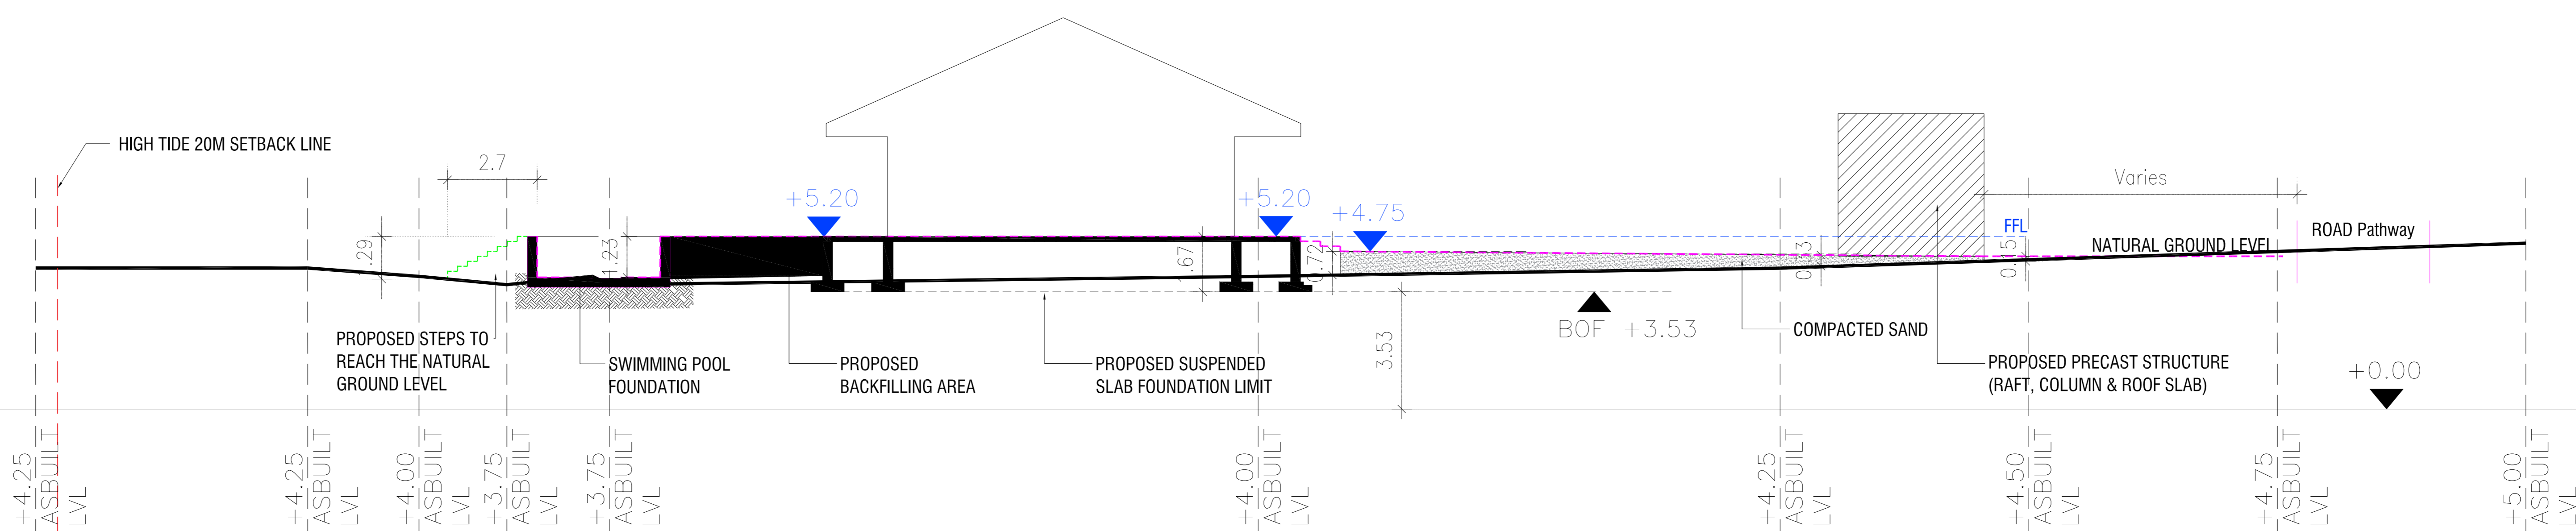 HIGH TIDE 20M SETBACK LINE
2.7
+5.20
+5.20
+4.75
Varies
FFL
NATURAL GROUND LEVEL
ROAD Pathway
.29
1.23
.67
0.72
0.33
0.15
PROPOSED STEPS TO
REACH THE NATURAL
GROUND LEVEL
SWIMMING POOL
FOUNDATION
PROPOSED
BACKFILLING AREA
PROPOSED SUSPENDED
SLAB FOUNDATION LIMIT
3.53
BOF +3.53
COMPACTED SAND
PROPOSED PRECAST STRUCTURE
(RAFT, COLUMN & ROOF SLAB)
+0.00
+4.25
ASBUILT
LVL
+4.25
ASBUILT
LVL
+4.00
ASBUILT
LVL
+3.75
ASBUILT
LVL
+3.75
ASBUILT
LVL
+4.00
ASBUILT
LVL
+4.25
ASBUILT
LVL
+4.50
ASBUILT
LVL
+4.75
ASBUILT
LVL
+5.00
ASBUILT
LVL